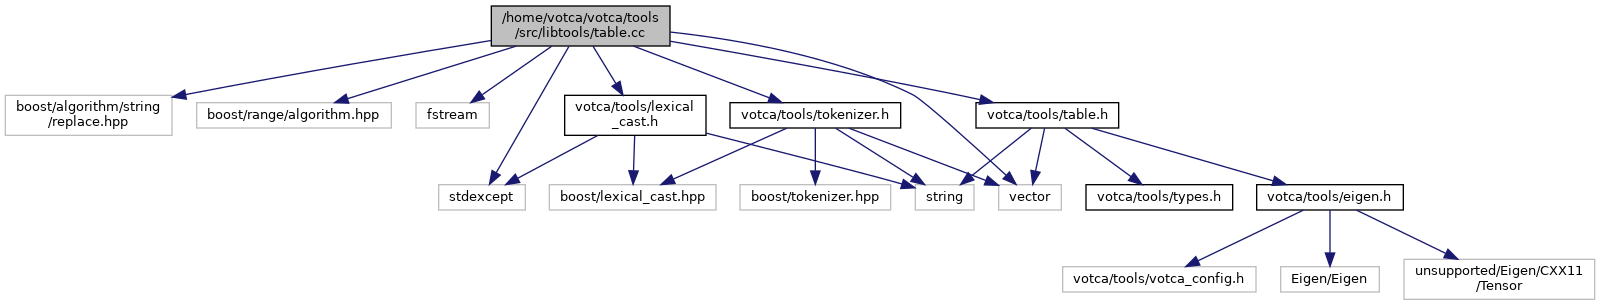 /home/votca/votca/tools
/src/libtools/table.cc
boost/algorithm/string
/replace.hpp
boost/range/algorithm.hpp
fstream
votca/tools/lexical
_cast.h
votca/tools/tokenizer.h
votca/tools/table.h
stdexcept
boost/lexical_cast.hpp
boost/tokenizer.hpp
string
vector
votca/tools/types.h
votca/tools/eigen.h
votca/tools/votca_config.h
Eigen/Eigen
unsupported/Eigen/CXX11
/Tensor